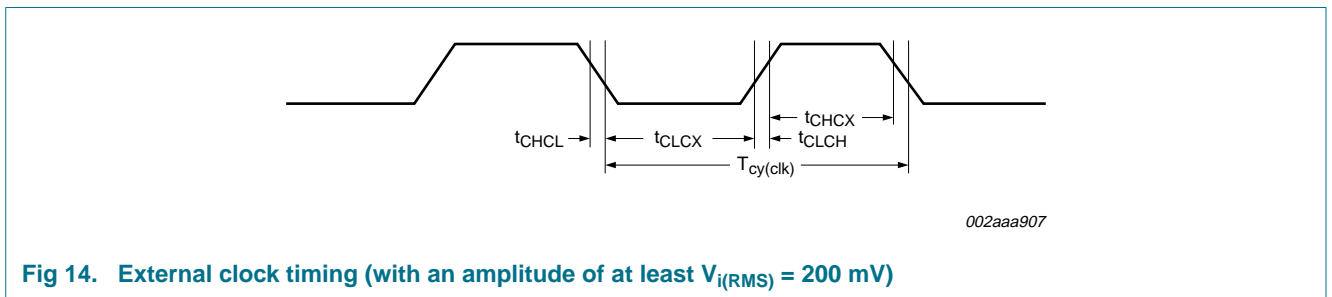 tCHCX
tCHCL
tCLCX
tCLCH
Tcy(clk)
002aaa907
Fig 14. External clock timing (with an amplitude of at least Vi(RMS) = 200 mV)